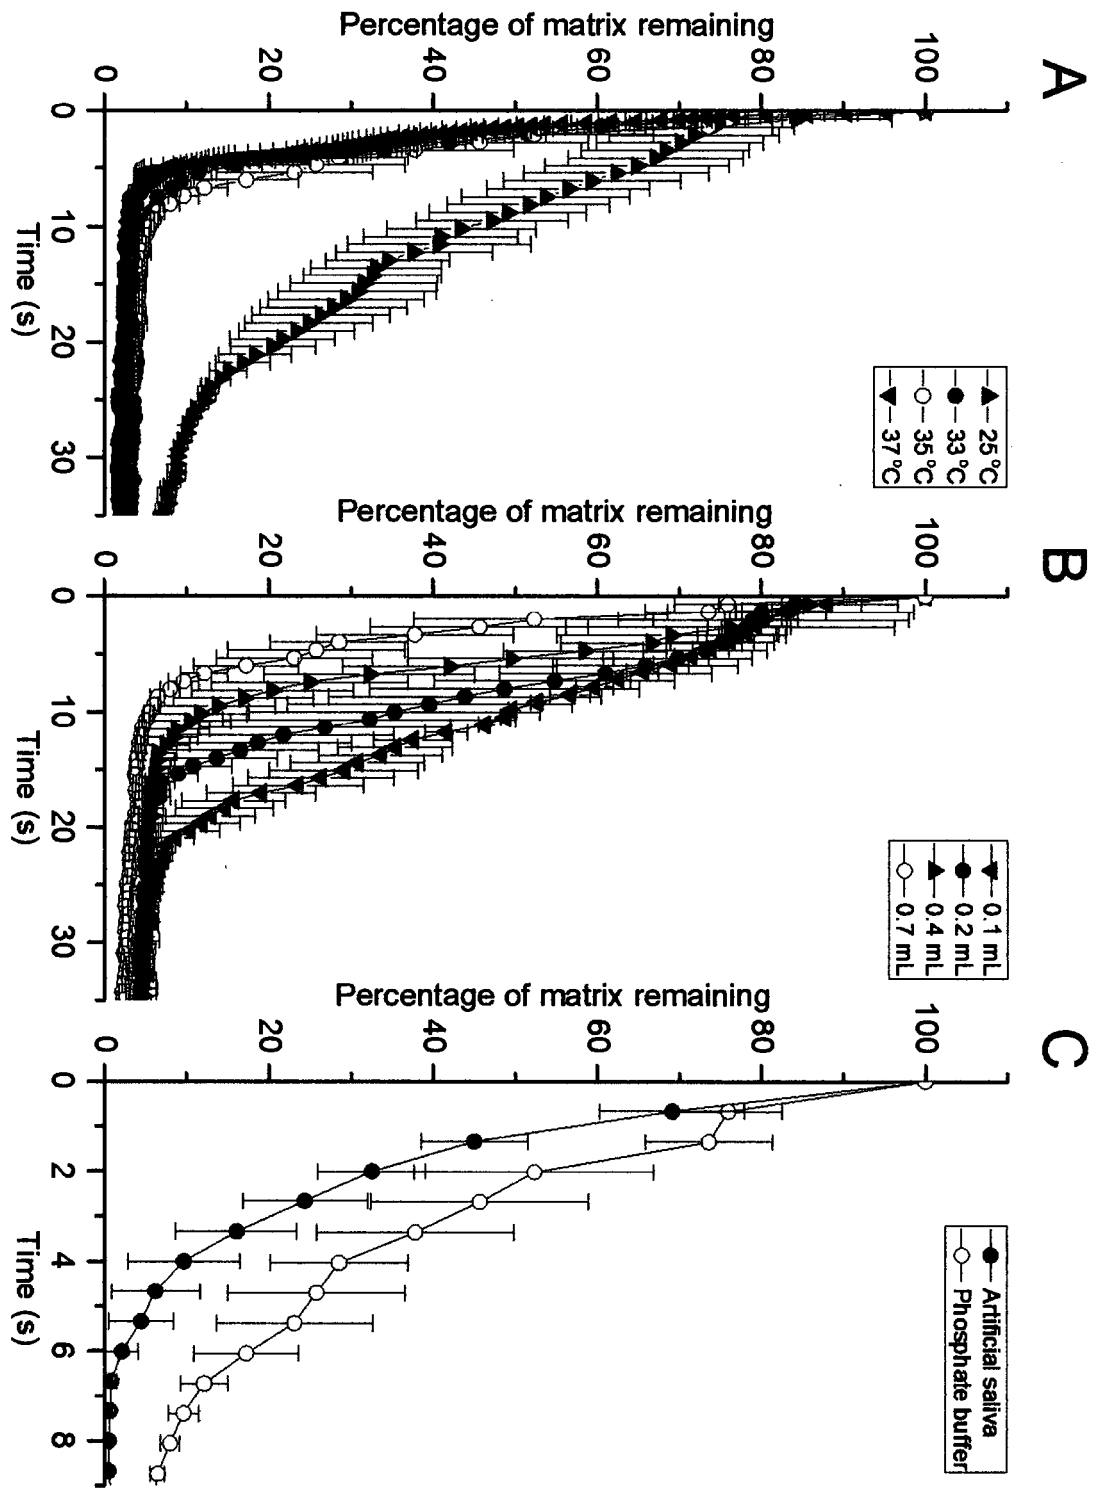 A
Percentage of matrix remaining
100
80
60
40
20
0
0
10
20
30
Time (s)
25°C
33°C
35°C
37°C
B
Percentage of matrix remaining
100
80
60
40
20
0
0
10
20
30
Time (s)
0.1 mL
0.2 mL
0.4 mL
0.7 mL
C
Percentage of matrix remaining
100
80
60
40
20
0
0
2
4
6
8
Time (s)
Artificial saliva
Phosphate buffer